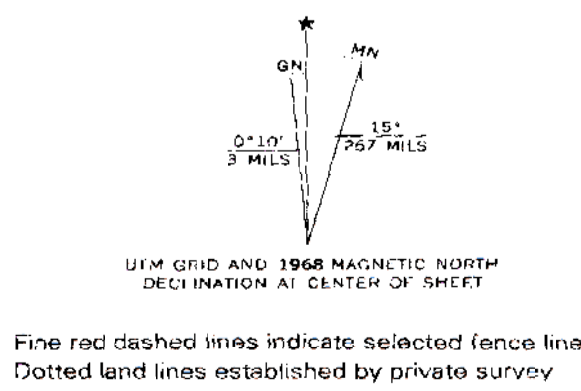 ★
GN
MN
0°10'
3 MILS
15°
267 MILS
UTM GRID AND 1968 MAGNETIC NORTH
DECLINATION AT CENTER OF SHEET
Fine red dashed lines indicate selected fence line
Dotted land lines established by private survey